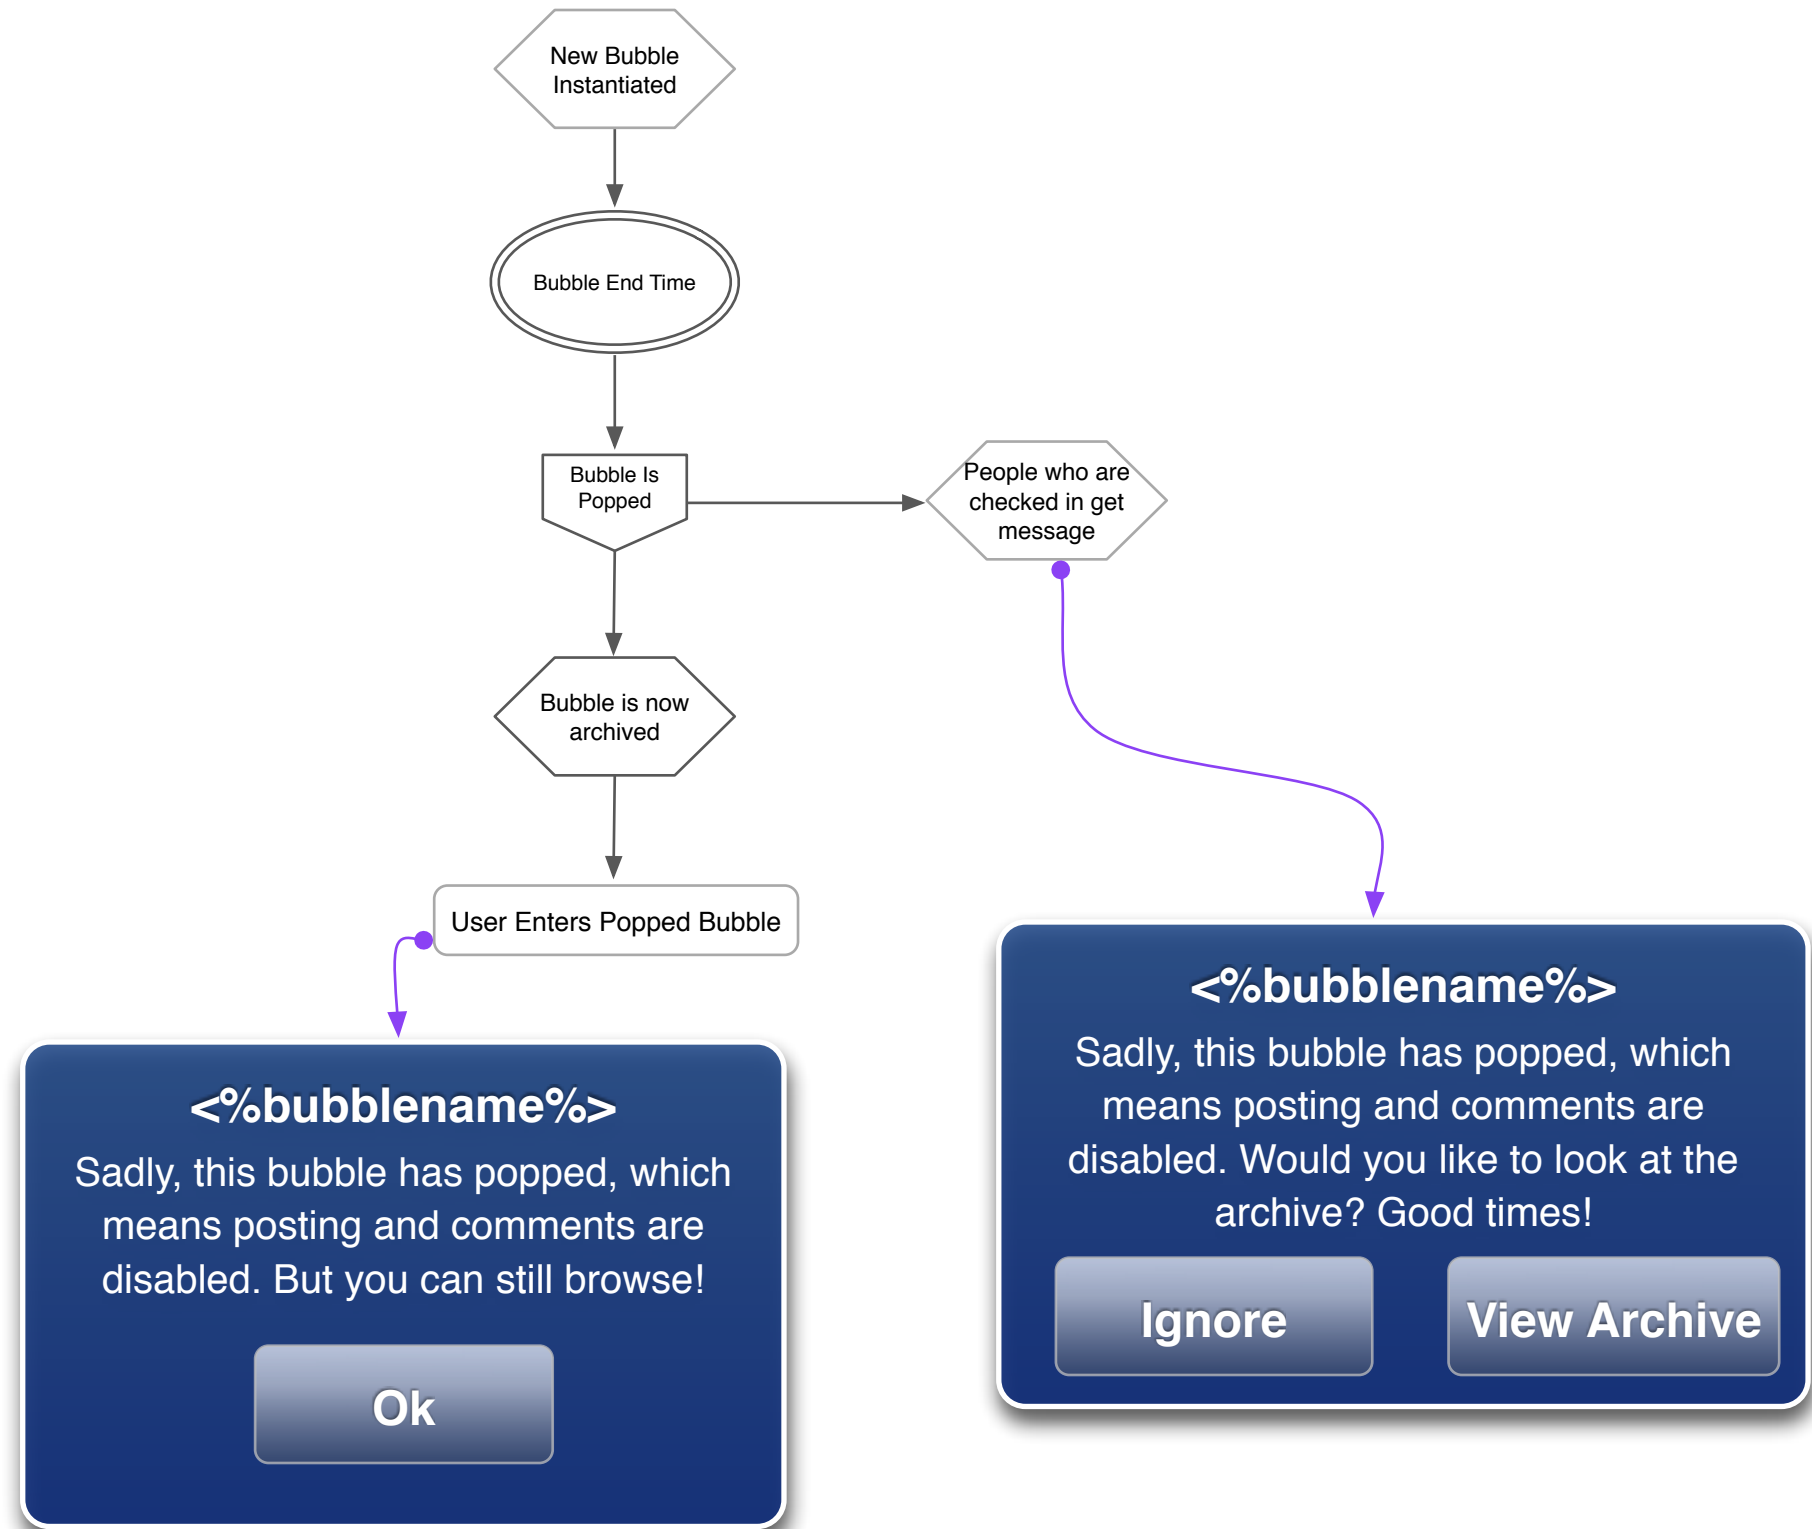 New Bubble
Instantiated
Bubble End Time
Bubble Is
Popped
People who are
checked in get
message
Bubble is now
archived
User Enters Popped Bubble
<%bubblename%>
Sadly, this bubble has popped, which
means posting and comments are
disabled. But you can still browse!
Ok
<%bubblename%>
Sadly, this bubble has popped, which
means posting and comments are
disabled. Would you like to look at the
archive? Good times!
Ignore
View Archive